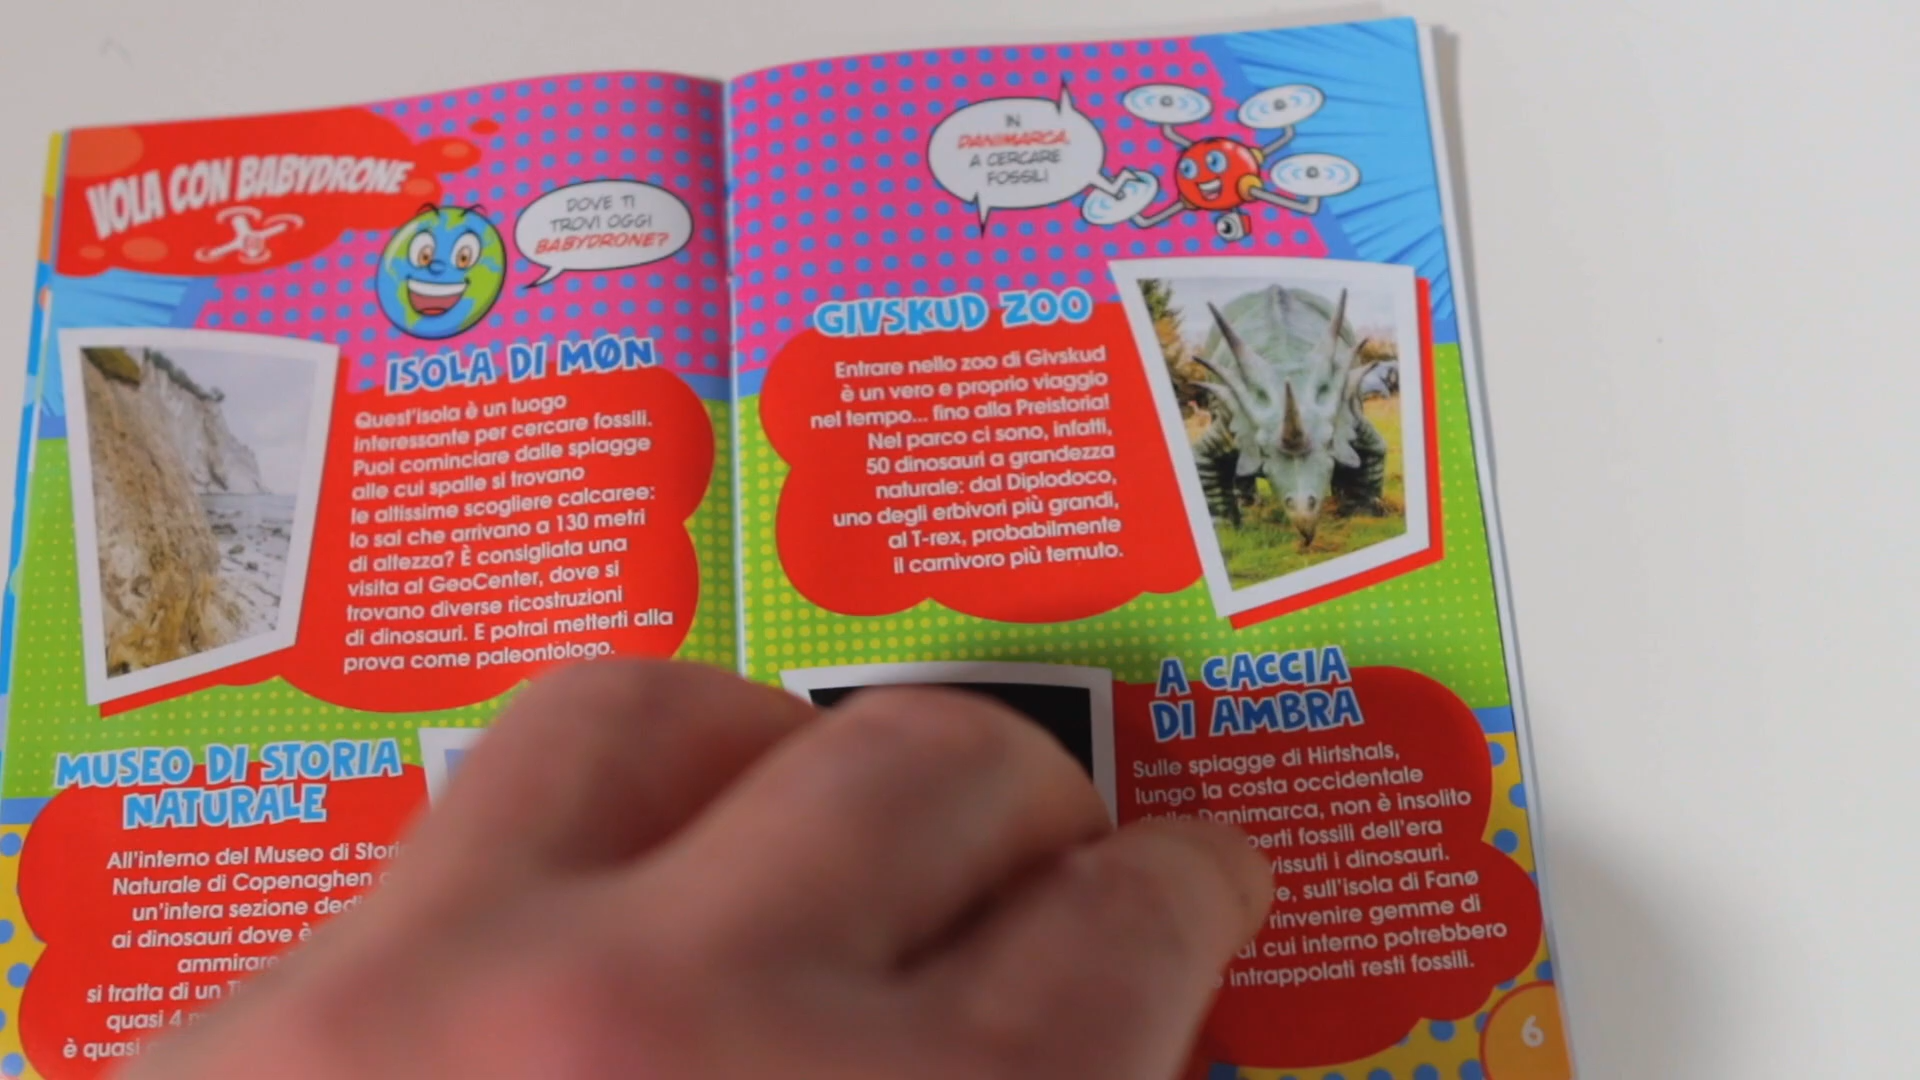 VOLA CON BABYDRONE
DOVE TI
TROVI OGGI
BABYDRONE?
ISOLA DI MØN
Quest'isola è un luogo
interessante per cercare fossili.
Puoi cominciare dalle spiagge
alle cui spalle si trovano
le altissime scogliere calcaree:
lo sai che arrivano a 130 metri
di altezza? È consigliata una
visita al GeoCenter, dove si
trovano diverse ricostruzioni
di dinosauri. E potrai metterti alla
prova come paleontologo.
MUSEO DI STORIA
NATURALE
All'interno del Museo di
Naturale di Copenaghen
un'intera sezione
ai dinosauri dove è
ammirare
si tratta di un
quasi 4
è quasi
IN
DANIMARCA,
A CERCARE
FOSSILI
GIVSKUD ZOO
Entrare nello zoo di Givskud
è un vero e proprio viaggio
nel tempo... fino alla Preistoria!
Nel parco ci sono, infatti,
50 dinosauri a grandezza
naturale: dal Diplodoco,
uno degli erbivori più grandi,
al T-rex, probabilmente
il carnivoro più temuto.
A CACCIA
DI AMBRA
Sulle spiagge di Hirtshals,
lungo la costa occidentale
della Danimarca, non è insolito
fossili dell'era
vissuti i dinosauri.
sull'isola di Fanø
rinvenire gemme di
al cui interno potrebbero
intrappolati resti fossili.
6